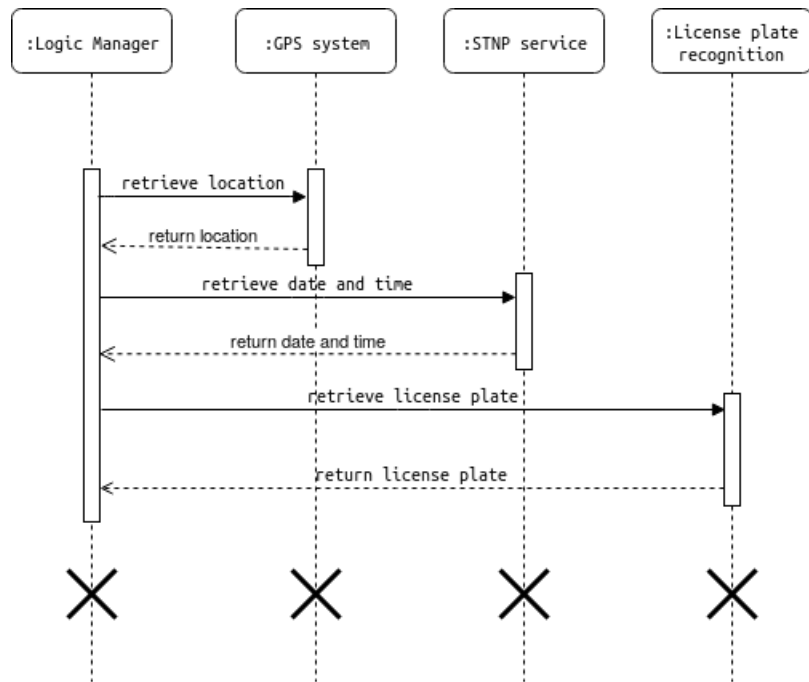 :Logic Manager
:GPS system
:STNP service
:License plate
recognition
retrieve location
return location
retrieve date and time
return date and time
retrieve license plate
return license plate